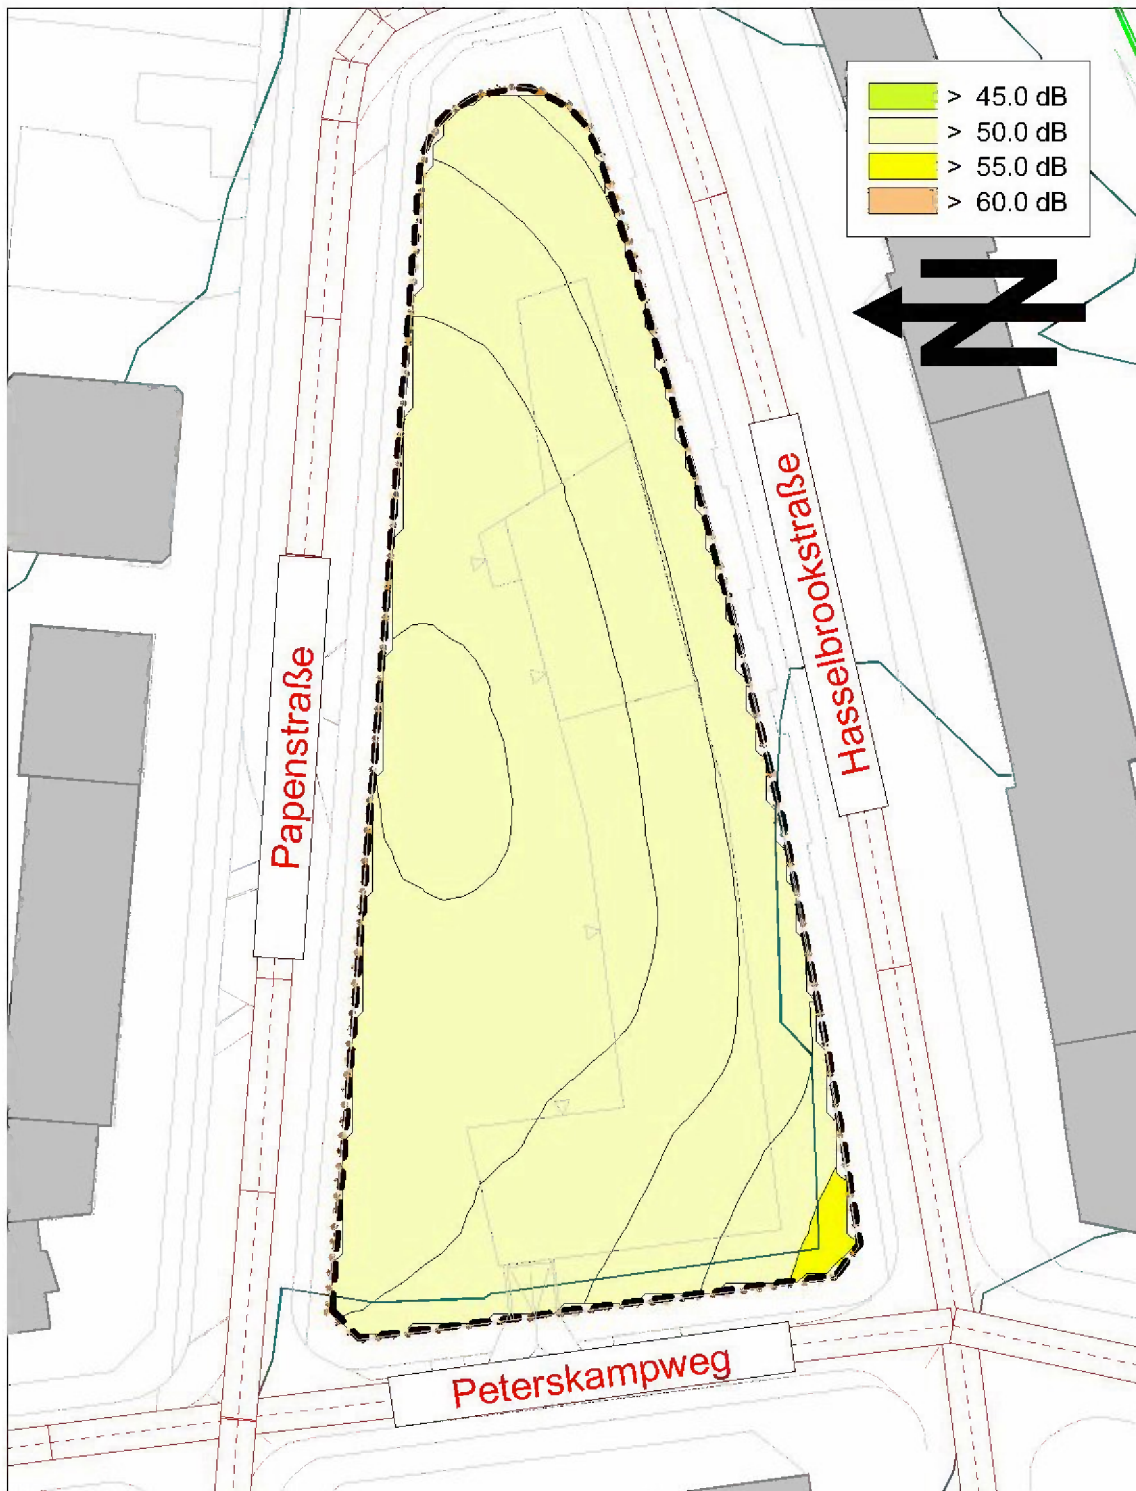 > 45.0 dB
> 50.0 dB
> 55.0 dB
> 60.0 dB
N
Hasselbrookstraße
Papenstraße
Peterskampweg